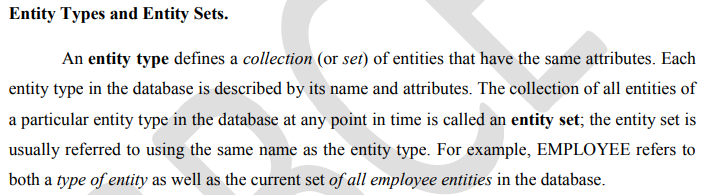 Entity Types and Entity Sets.
An entity type defines a collection (or set) of entities that have the same attributes. Each
entity type in the database is described by its name and attributes. The collection of all entities of
a particular entity type in the database at any point in time is called an entity set; the entity set is
usually referred to using the same name as the entity type. For example, EMPLOYEE refers to
both a type of entity as well as the current set of all employee entities in the database.